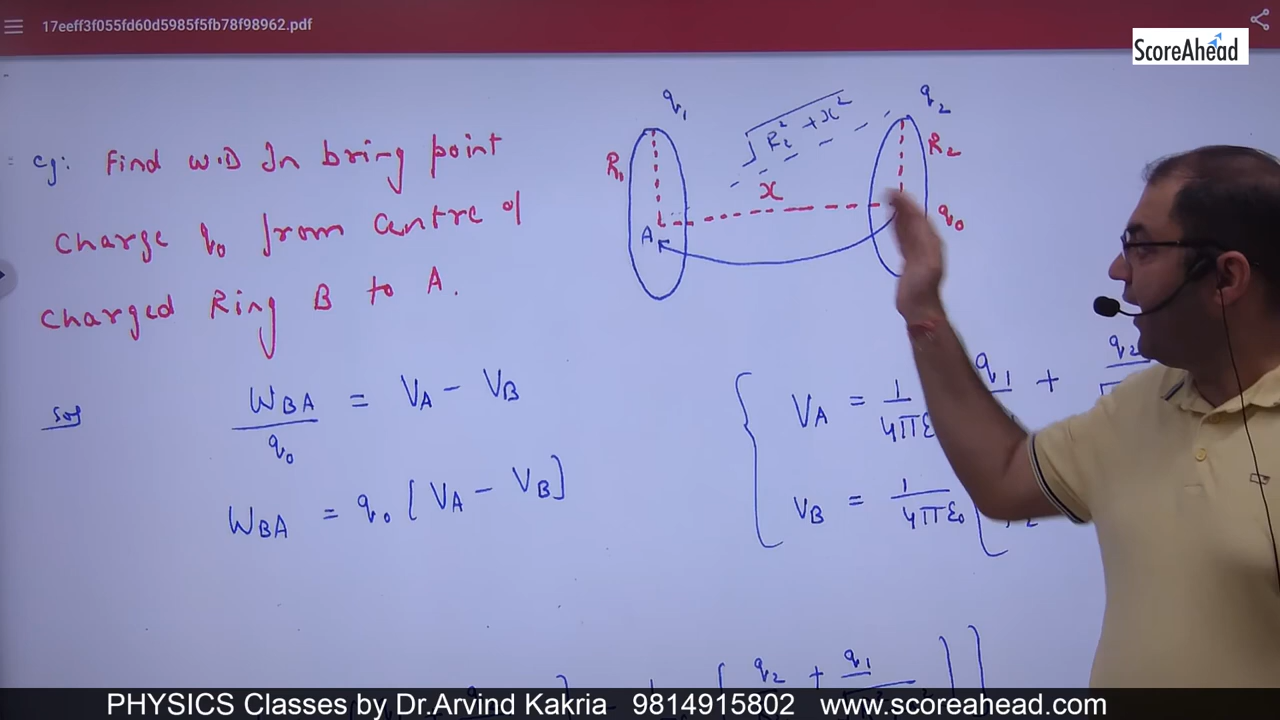 17eeff3f055fd60d5985f5fb78f98962.pdf
ScoreAhead
eg: Find W.D In bring point
charge q₀ from centre of
charged Ring B to A.
q₁
q₂
√R₂² + x²
R₁
R₂
x
q₀
A
Sol
W_BA / q₀ = V_A − V_B
W_BA = q₀ [V_A − V_B]
V_A = 1/4πε q₁ + q₂
V_B = 1/4πε₀
q₂ + q₁
PHYSICS Classes by Dr.Arvind Kakria 9814915802 www.scoreahead.com